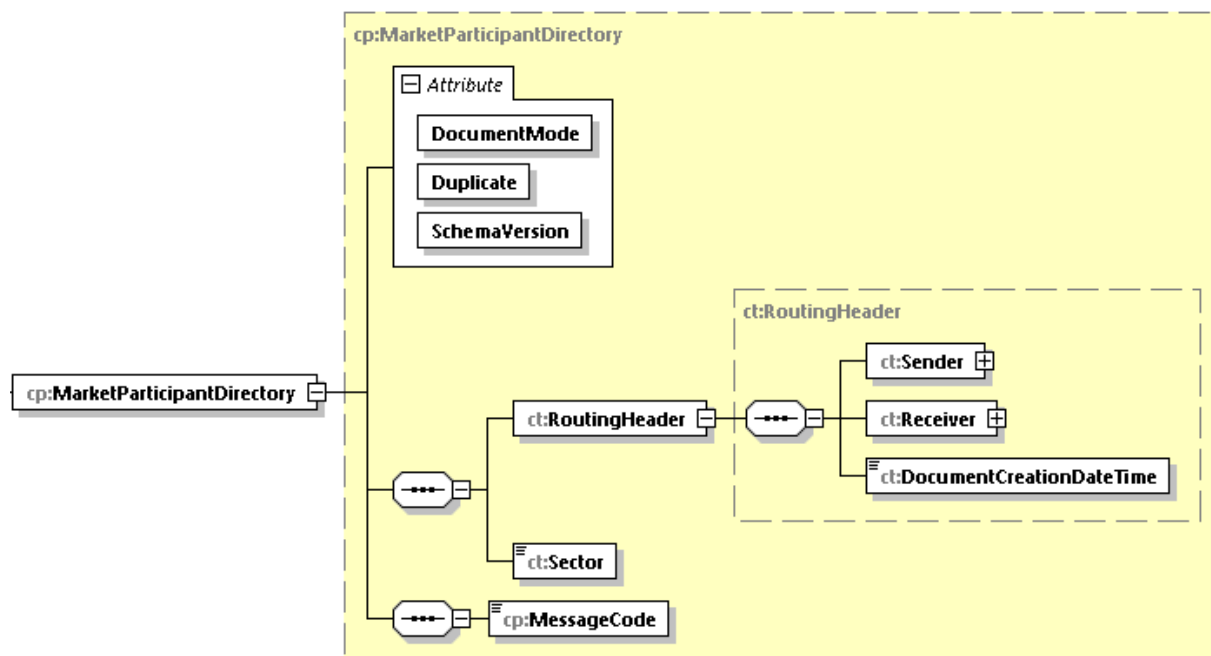 cp:MarketParticipantDirectory
Attribute
DocumentMode
Duplicate
SchemaVersion
ct:RoutingHeader
ct:Sender
cp:MarketParticipantDirectory
ct:RoutingHeader
ct:Receiver
ct:DocumentCreationDateTime
ct:Sector
cp:MessageCode